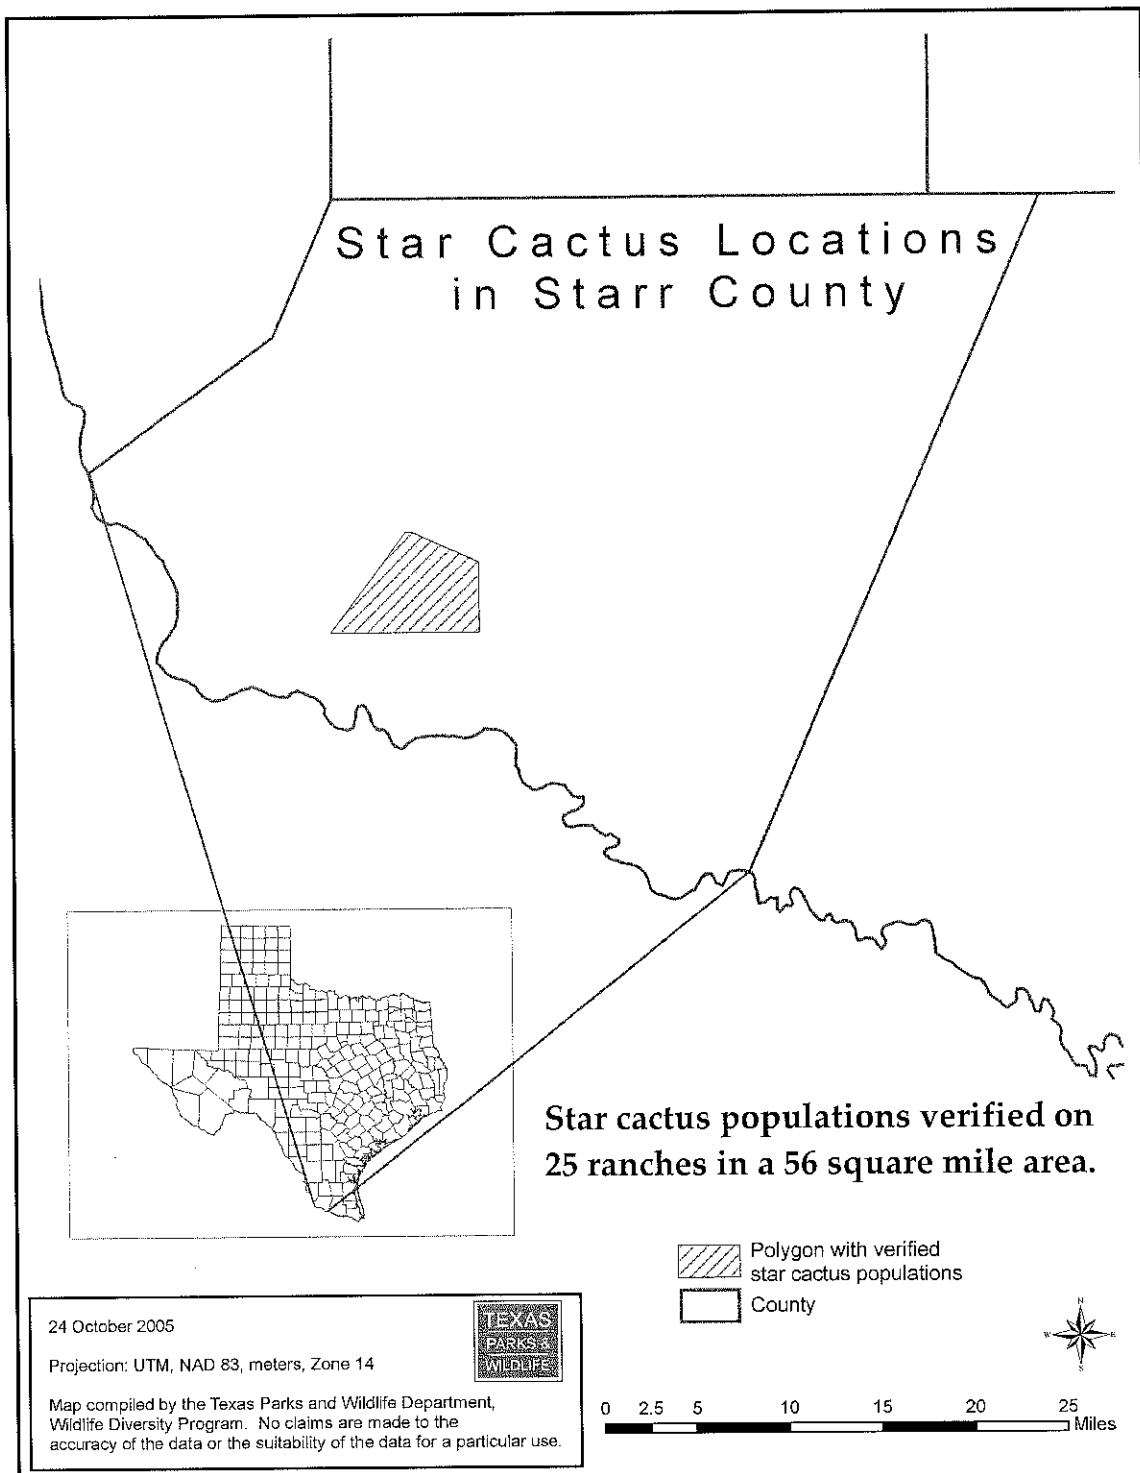 Star Cactus Locations
in Starr County
Star cactus populations verified on
25 ranches in a 56 square mile area.
Polygon with verified
star cactus populations
County
N
W
E
S
24 October 2005
Projection: UTM, NAD 83, meters, Zone 14
Map compiled by the Texas Parks and Wildlife Department,
Wildlife Diversity Program. No claims are made to the
accuracy of the data or the suitability of the data for a particular use.
TEXAS
PARKS &
WILDLIFE
0 2.5 5 10 15 20 25
Miles